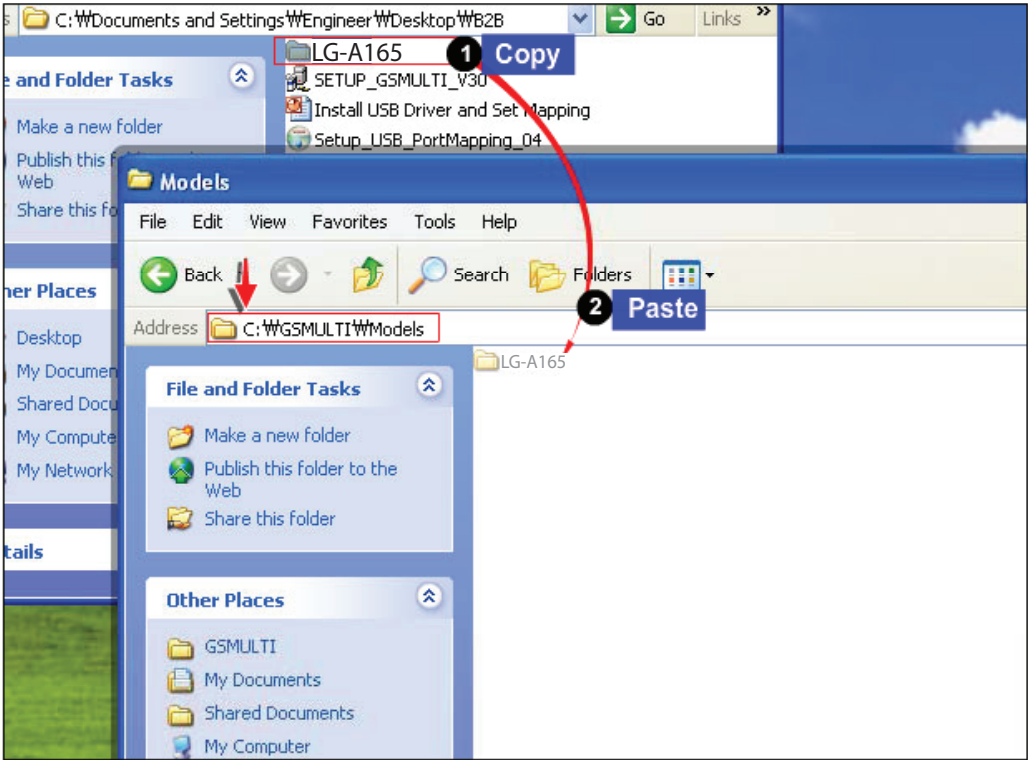 s C:₩Documents and Settings₩Engineer₩Desktop₩B2B Go Links »
LG-A165 1 Copy
SETUP_GSMULTI_V30
Install USB Driver and Set Mapping
Setup_USB_PortMapping_04
e and Folder Tasks
Make a new folder
Publish this f
Web
Share this fo
her Places
Desktop
My Documen
Shared Docu
My Compute
My Network
tails
Models
File Edit View Favorites Tools Help
Back Search Folders
2 Paste
Address C:₩GSMULTI₩Models
LG-A165
File and Folder Tasks
Make a new folder
Publish this folder to the
Web
Share this folder
Other Places
GSMULTI
My Documents
Shared Documents
My Computer